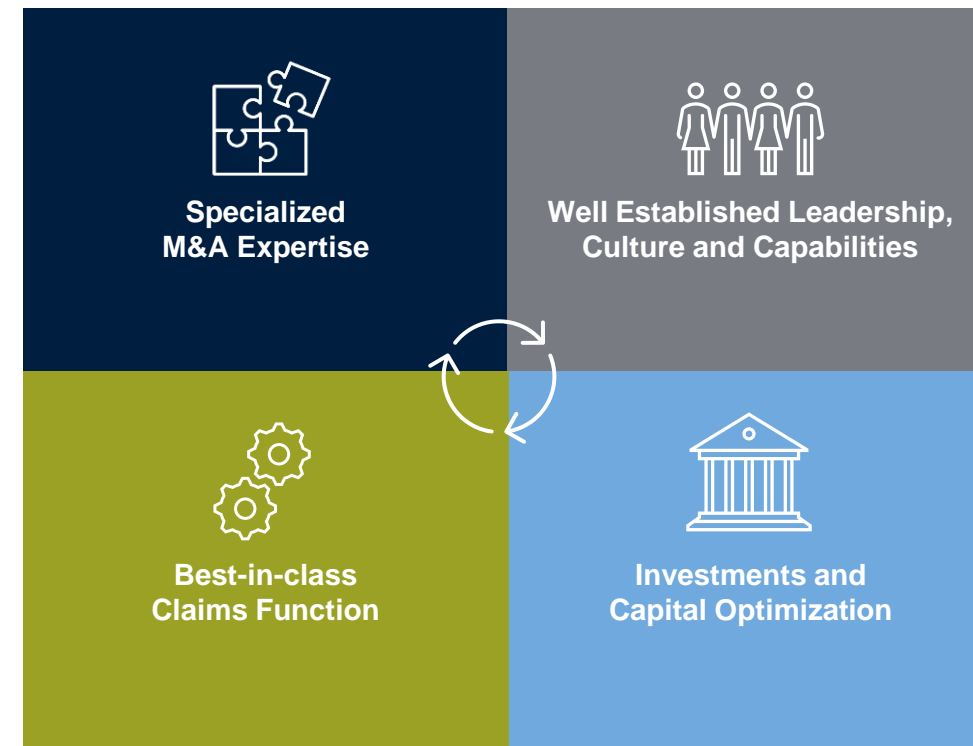 Specialized
M&A Expertise
Well Established Leadership,
Culture and Capabilities
Best-in-class
Claims Function
Investments and
Capital Optimization